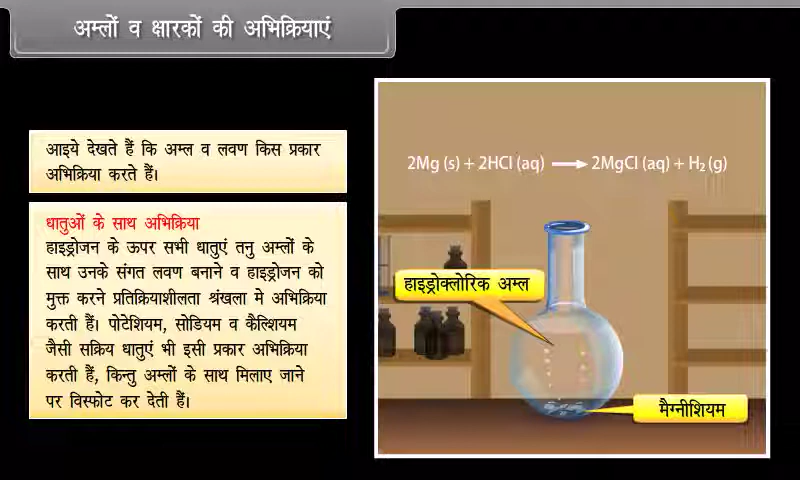 अम्लों व क्षारकों की अभिक्रियाएं
आइये देखते हैं कि अम्ल व लवण किस प्रकार
अभिक्रिया करते हैं।
धातुओं के साथ अभिक्रिया
हाइड्रोजन के ऊपर सभी धातुएं तनु अम्लों के
साथ उनके संगत लवण बनाने व हाइड्रोजन को
मुक्त करने प्रतिक्रियाशीलता श्रंखला मे अभिक्रिया
करती हैं। पोटेशियम, सोडियम व कैल्शियम
जैसी सक्रिय धातुएं भी इसी प्रकार अभिक्रिया
करती हैं, किन्तु अम्लों के साथ मिलाए जाने
पर विस्फोट कर देती हैं।
2Mg (s) + 2HCl (aq) ⟶ 2MgCl (aq) + H₂ (g)
हाइड्रोक्लोरिक अम्ल
मैग्नीशियम